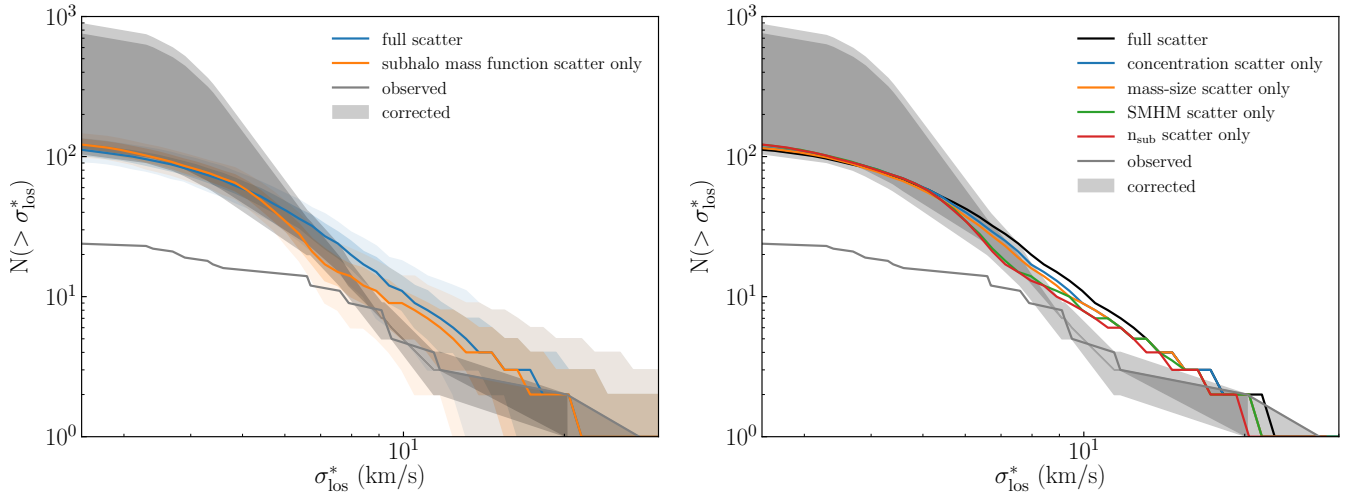 10³
10²
10¹
10⁰
N(> σ*los)
full scatter
subhalo mass function scatter only
observed
corrected
10¹
σ*los (km/s)
10³
10²
10¹
10⁰
N(> σ*los)
full scatter
concentration scatter only
mass-size scatter only
SMHM scatter only
nsub scatter only
observed
corrected
10¹
σ*los (km/s)